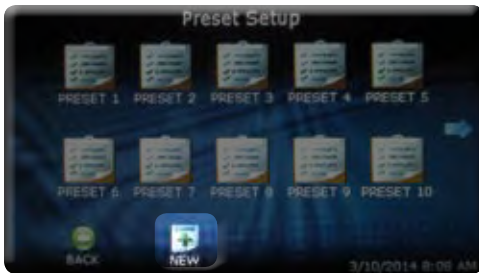 Preset Setup
PRESET 1 PRESET 2 PRESET 3 PRESET 4 PRESET 5
PRESET 6 PRESET 7 PRESET 8 PRESET 9 PRESET 10
BACK NEW
3/10/2014 8:08 AM